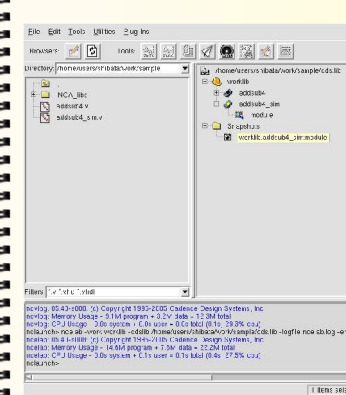 File Edit Tools Utilities Plug-Ins
Browsers: Tools:
Directory: /home/users/shibata/work/sample
..
NCA_libs
addsub4.v
addsub4_sim.v
Filters: *.v *.vhd *.vhdl
/home/users/shibata/work/sample/cds.lib
worklib
addsub4
addsub4_sim
module
Snapshots
worklib.addsub4_sim:module
ncvlog: 05.40-s008: (c) Copyright 1995-2005 Cadence Design Systems, Inc.
ncvlog: Memory Usage - 9.1M program + 3.2M data = 12.3M total
ncvlog: CPU Usage - 0.0s system + 0.0s user = 0.0s total (0.1s, 29.3% cpu)
nclaunch> ncelab -work worklib -cdslib /home/users/shibata/work/sample/cds.lib -logfile ncelab.log
ncelab: 05.40-s008: (c) Copyright 1995-2005 Cadence Design Systems, Inc.
ncelab: Memory Usage - 14.6M program + 7.6M data = 22.2M total
ncelab: CPU Usage - 0.0s system + 0.1s user = 0.1s total (0.4s, 27.5% cpu)
nclaunch>
items